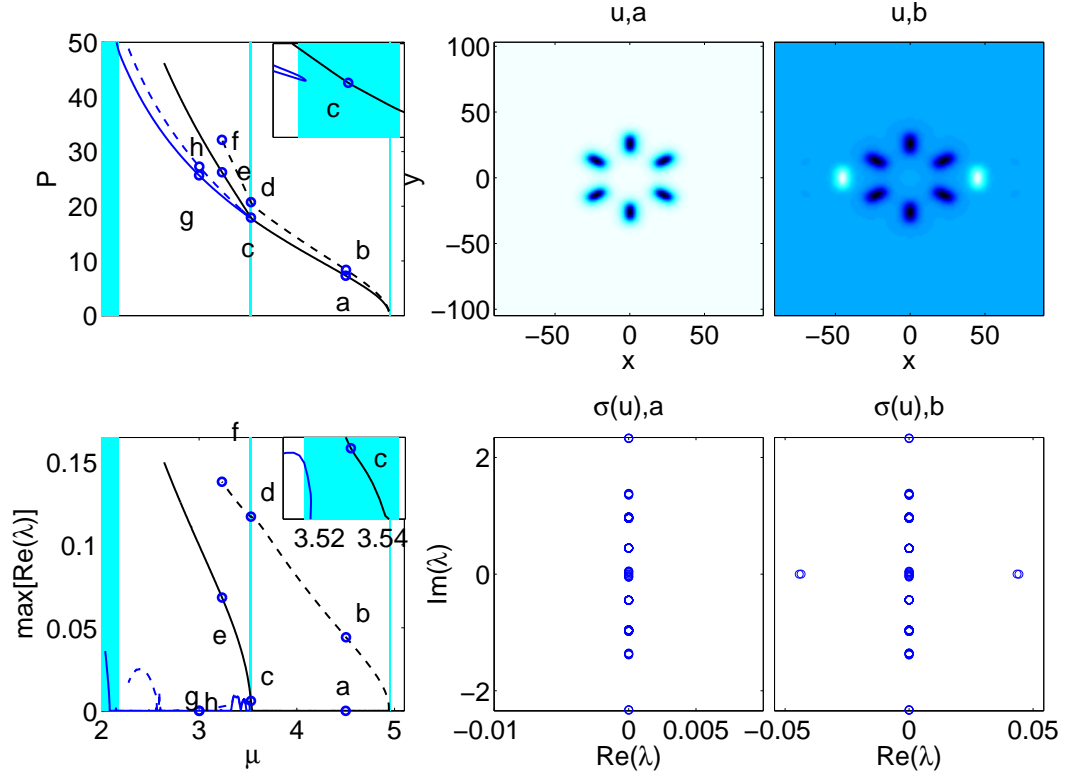 u,a
u,b
50
40
30
20
10
0
P
c
f
h
e
d
g
c
b
a
y
100
50
0
−50
−100
−50
0
50
x
−50
0
50
x
σ(u),a
σ(u),b
0.15
0.1
0.05
0
max[Re(λ)]
f
d
c
3.52
3.54
b
e
c
a
g
h
2
3
4
5
μ
Im(λ)
2
0
−2
−0.01
0
0.005
Re(λ)
−0.05
0
0.05
Re(λ)